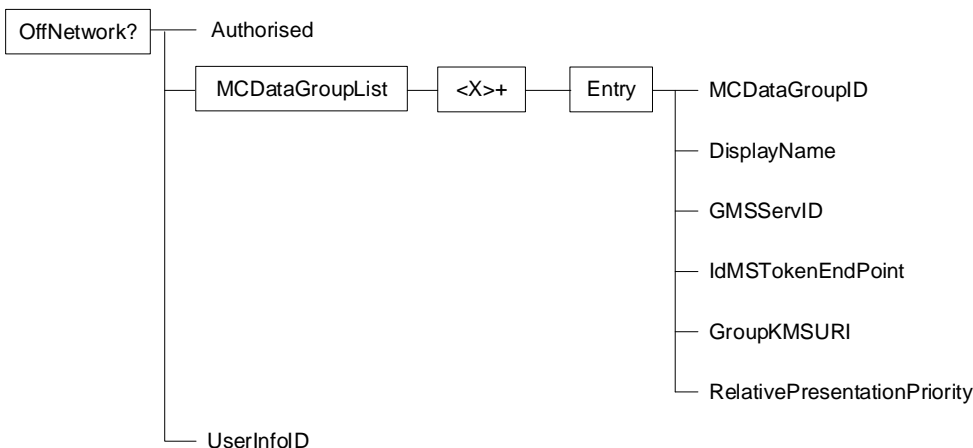 OffNetwork?
Authorised
MCDataGroupList
<X>+
Entry
MCDataGroupID
DisplayName
GMSServID
IdMSTokenEndPoint
GroupKMSURI
RelativePresentationPriority
UserInfoID